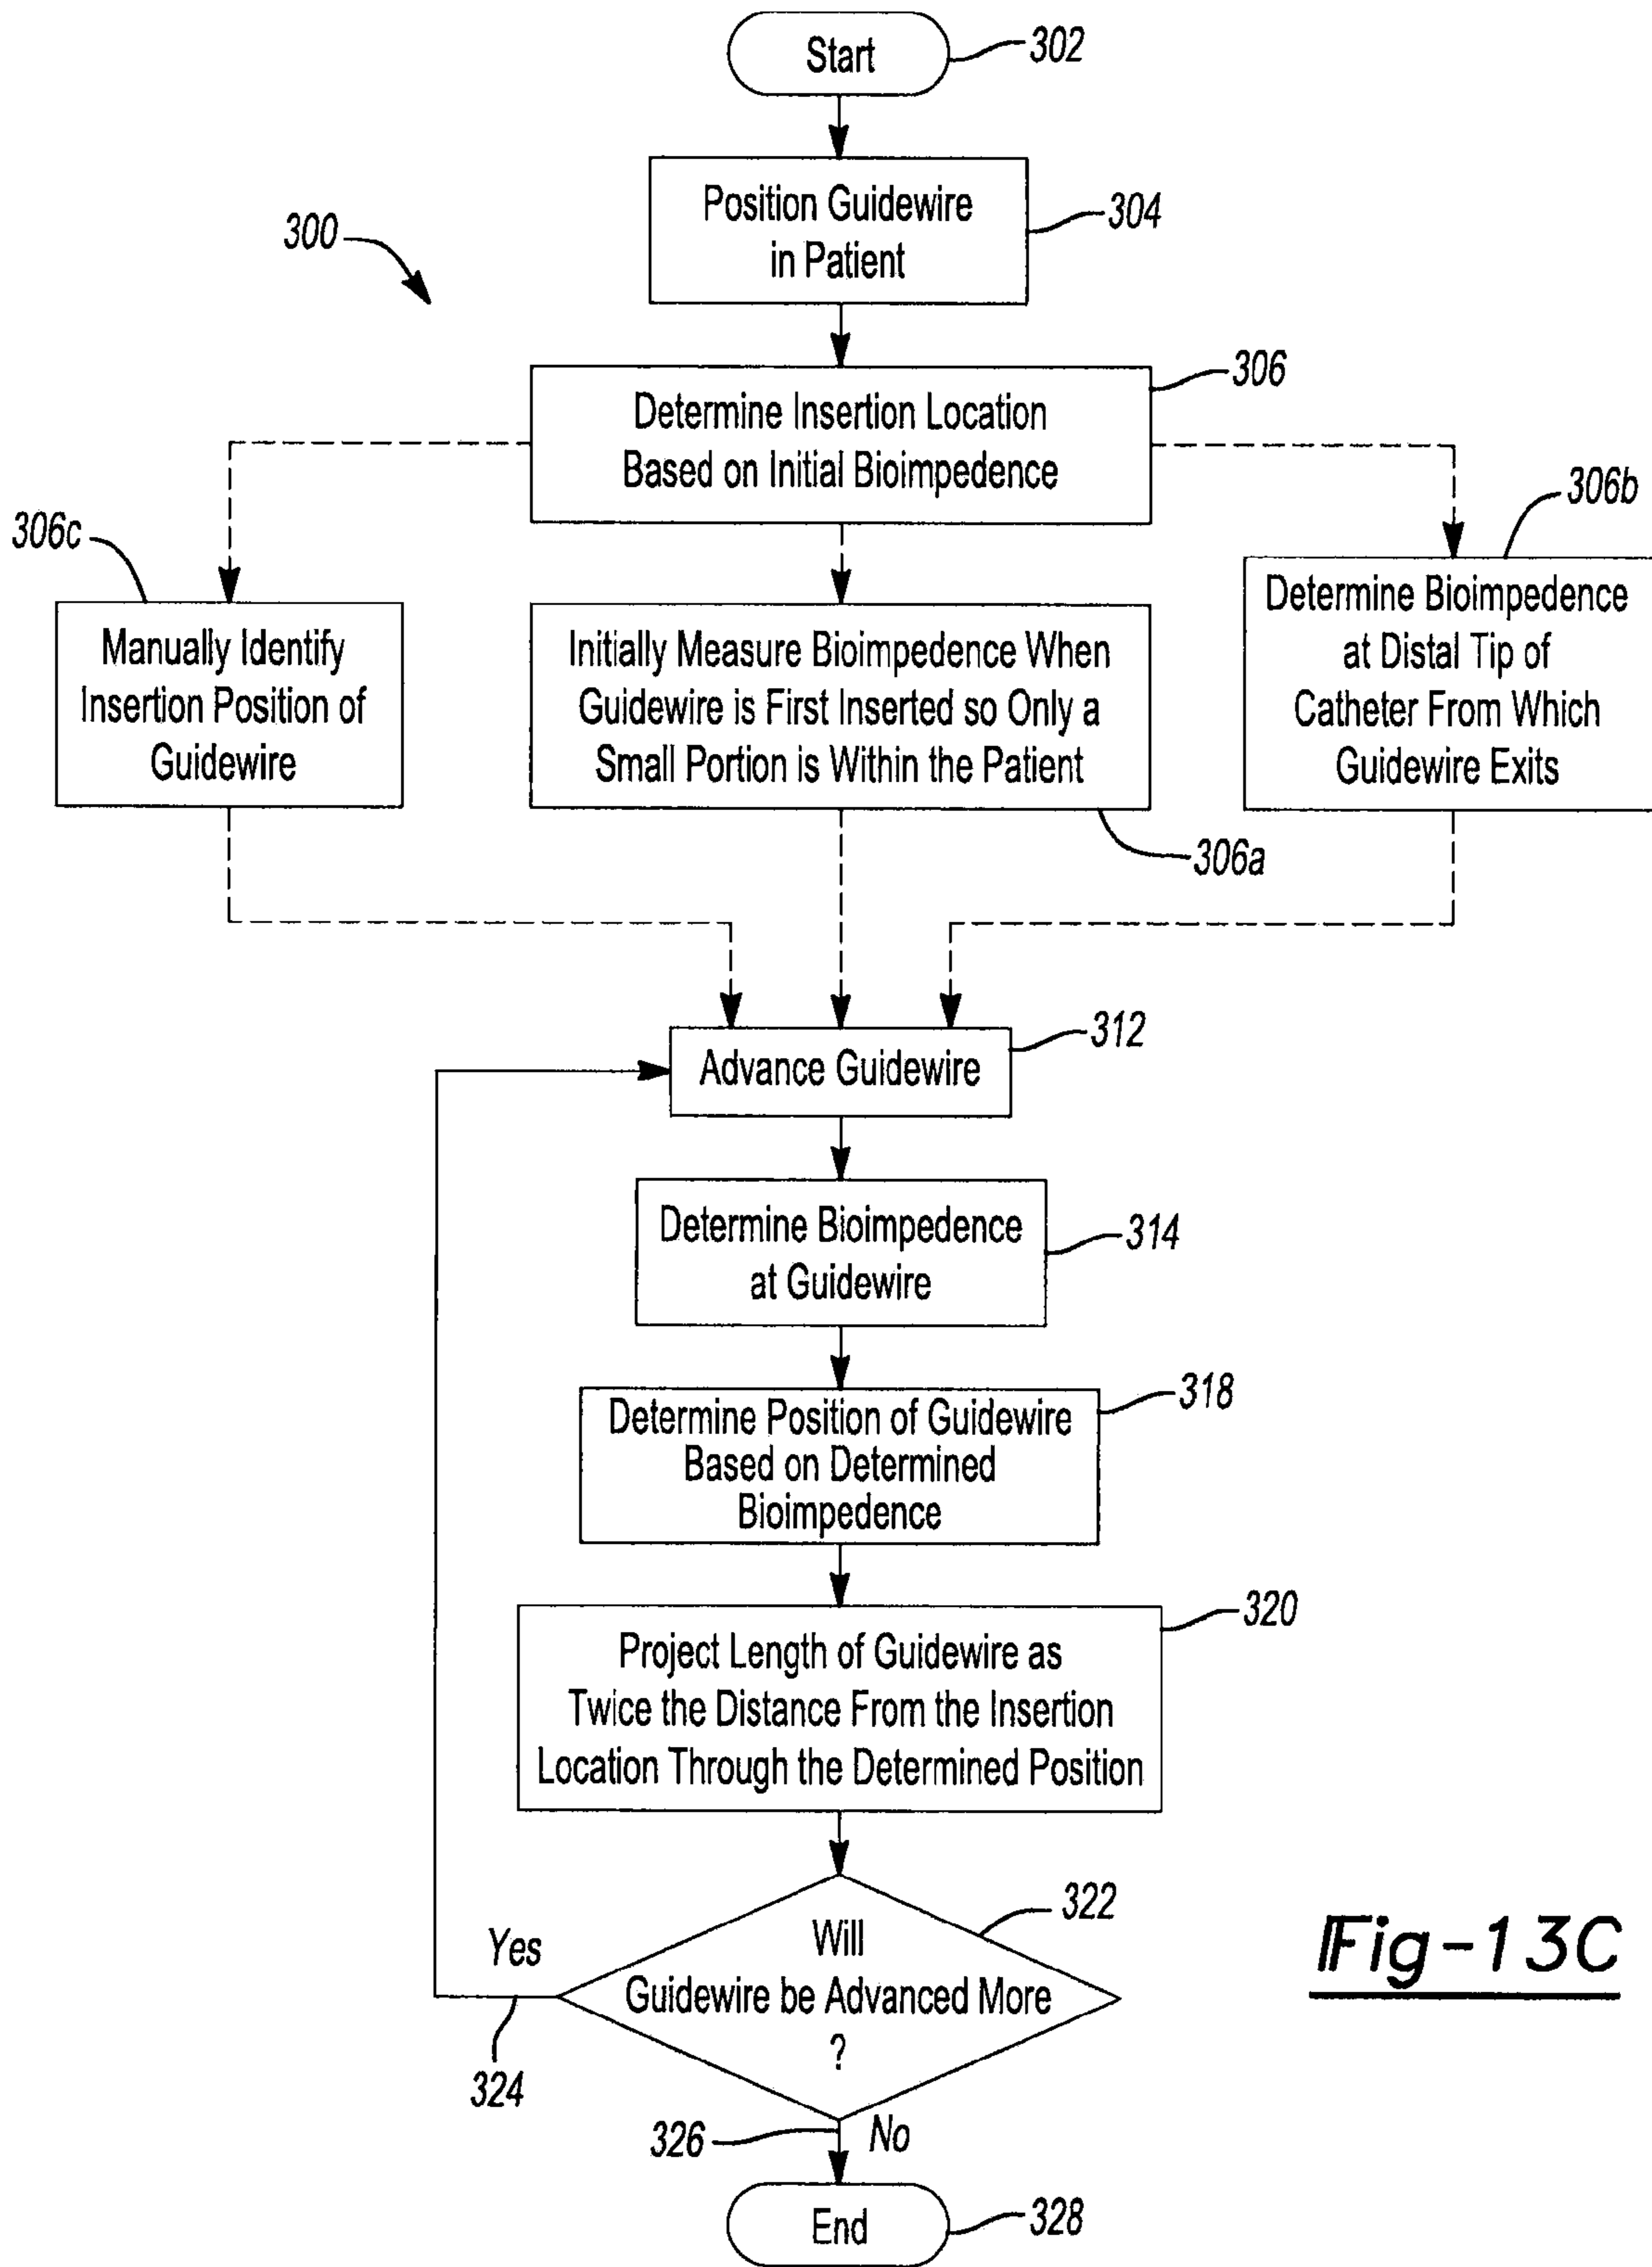 Start
302
Position Guidewire
in Patient
304
300
306
Determine Insertion Location
Based on Initial Bioimpedence
306c
306b
Manually Identify
Insertion Position of
Guidewire
Initially Measure Bioimpedence When
Guidewire is First Inserted so Only a
Small Portion is Within the Patient
306a
Determine Bioimpedence
at Distal Tip of
Catheter From Which
Guidewire Exits
312
Advance Guidewire
Determine Bioimpedence
at Guidewire
314
318
Determine Position of Guidewire
Based on Determined
Bioimpedence
320
Project Length of Guidewire as
Twice the Distance From the Insertion
Location Through the Determined Position
322
Will
Guidewire be Advanced More
?
Yes
324
326
No
End
328
Fig-13C